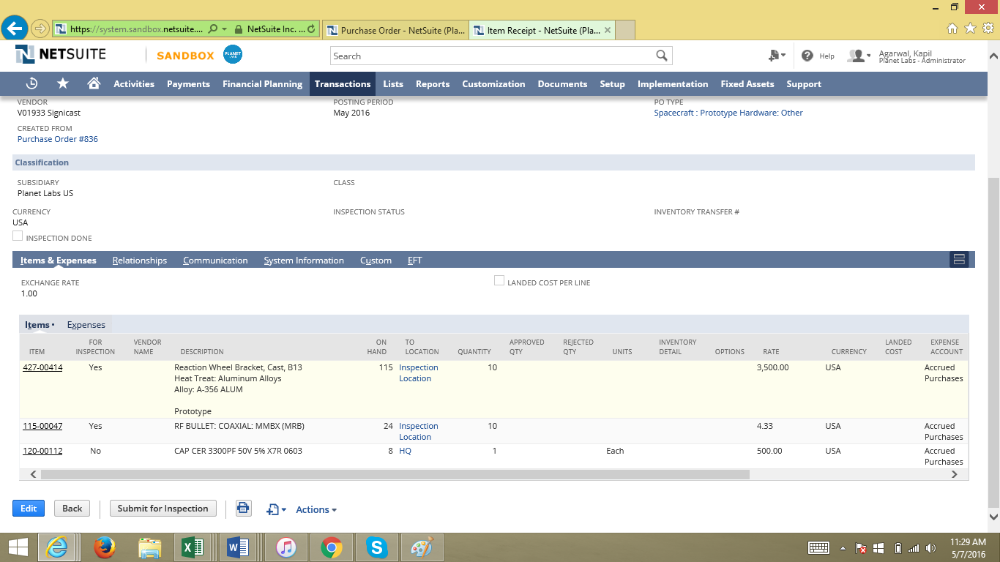 https://system.sandbox.netsuite....
NetSuite Inc. ...
Purchase Order - NetSuite (Pla...
Item Receipt - NetSuite (Pla...
NETSUITE
SANDBOX
PLANET
LABS
Search
Help
Agarwal, Kapil
Planet Labs - Administrator
Activities
Payments
Financial Planning
Transactions
Lists
Reports
Customization
Documents
Setup
Implementation
Fixed Assets
Support
VENDOR
V01933 Signicast
POSTING PERIOD
May 2016
PO TYPE
Spacecraft : Prototype Hardware: Other
CREATED FROM
Purchase Order #836
Classification
SUBSIDIARY
Planet Labs US
CLASS
CURRENCY
USA
INSPECTION STATUS
INVENTORY TRANSFER #
INSPECTION DONE
Items & Expenses
Relationships
Communication
System Information
Custom
EFT
EXCHANGE RATE
1.00
LANDED COST PER LINE
Items •
Expenses
ITEM
FOR
INSPECTION
VENDOR
NAME
DESCRIPTION
ON
HAND
TO
LOCATION
QUANTITY
APPROVED
QTY
REJECTED
QTY
UNITS
INVENTORY
DETAIL
OPTIONS
RATE
CURRENCY
LANDED
COST
EXPENSE
ACCOUNT
427-00414
Yes
Reaction Wheel Bracket, Cast, B13
Heat Treat: Aluminum Alloys
Alloy: A-356 ALUM
Prototype
115
Inspection
Location
10
3,500.00
USA
Accrued
Purchases
115-00047
Yes
RF BULLET: COAXIAL: MMBX (MRB)
24
Inspection
Location
10
4.33
USA
Accrued
Purchases
120-00112
No
CAP CER 3300PF 50V 5% X7R 0603
8
HQ
1
Each
500.00
USA
Accrued
Purchases
Edit
Back
Submit for Inspection
Actions
11:29 AM
5/7/2016